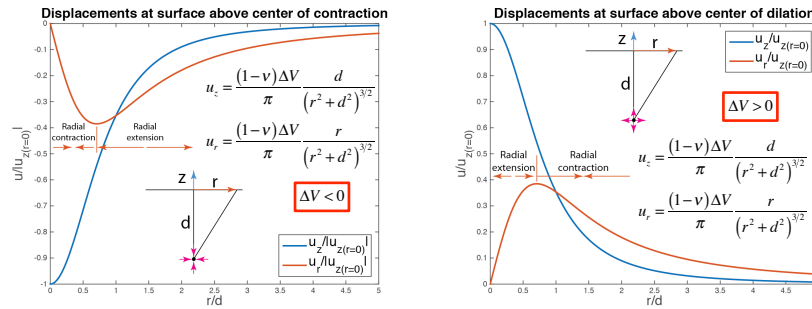 Displacements at surface above center of contraction
0
-0.1
-0.2
-0.3
-0.4
-0.5
-0.6
-0.7
-0.8
-0.9
-1
u/|u_z(r=0)|
0 0.5 1 1.5 2 2.5 3 3.5 4 4.5 5
r/d
Radial contraction
Radial extension
u_z = (1-ν)ΔV/π d/(r²+d²)^3/2
u_r = (1-ν)ΔV/π r/(r²+d²)^3/2
z
r
d
ΔV<0
u_z/|u_z(r=0)|
u_r/|u_z(r=0)|
Displacements at surface above center of dilation
1
0.9
0.8
0.7
0.6
0.5
0.4
0.3
0.2
0.1
0
u/u_z(r=0)
0 0.5 1 1.5 2 2.5 3 3.5 4 4.5
r/d
u_z/u_z(r=0)
u_r/u_z(r=0)
z
r
d
ΔV>0
Radial extension
Radial contraction
u_z = (1-ν)ΔV/π d/(r²+d²)^3/2
u_r = (1-ν)ΔV/π r/(r²+d²)^3/2